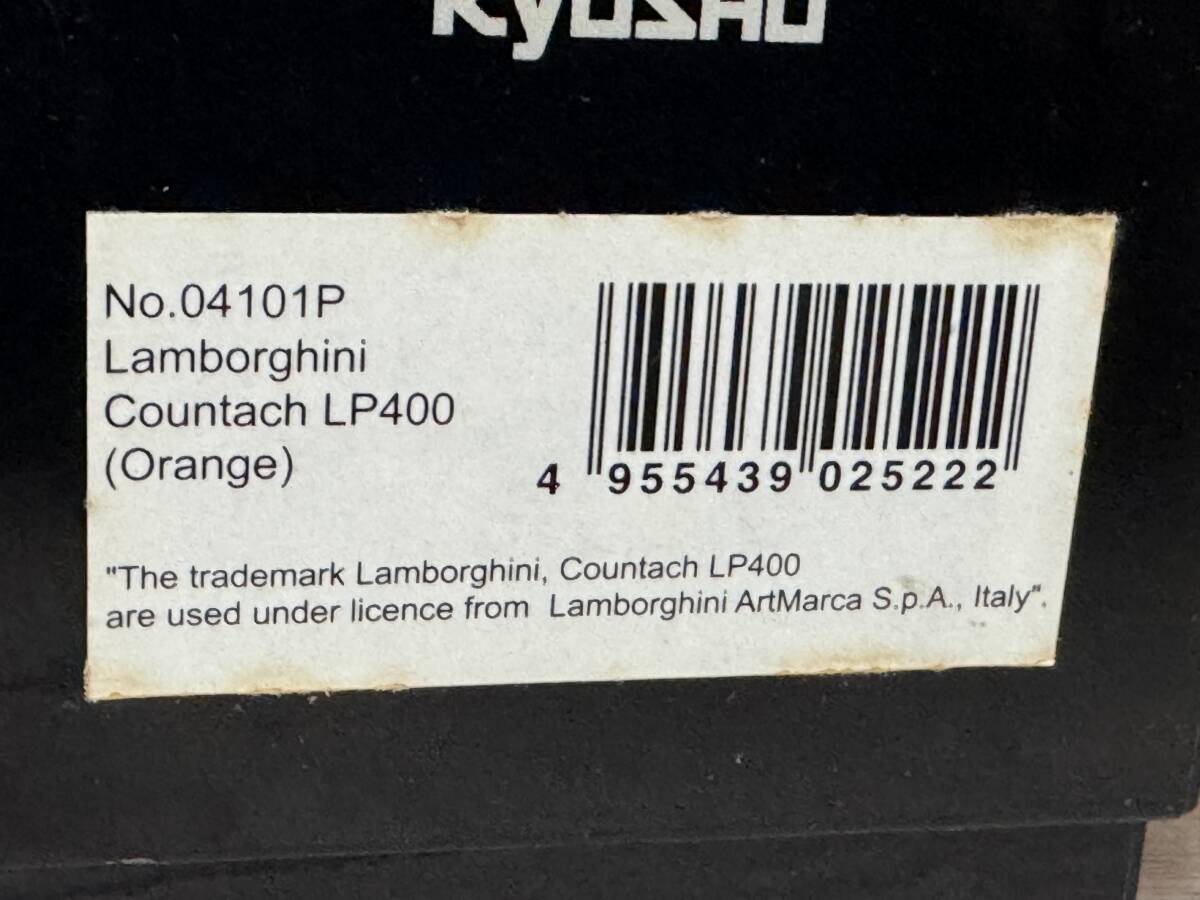 KYOSHO
No.04101P
Lamborghini
Countach LP400
(Orange)
4 955439 025222
"The trademark Lamborghini, Countach LP400
are used under licence from Lamborghini ArtMarca S.p.A., Italy".